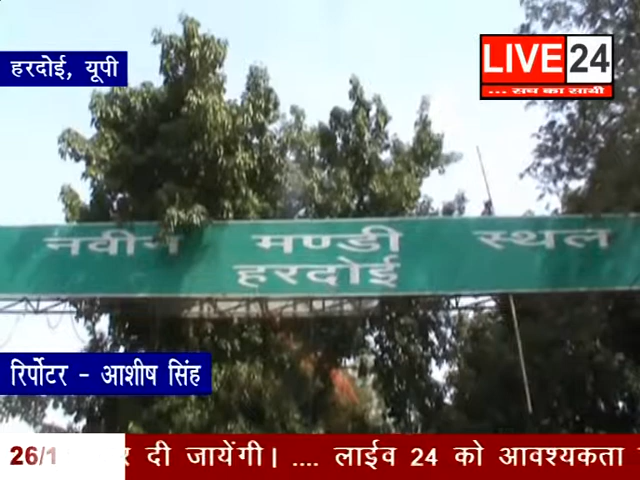 हरदोई, यूपी
LIVE 24
... सच का साथी
नवीन मण्डी स्थल
हरदोई
रिर्पोटर - आशीष सिंह
26/1 दी जायेंगी। .... लाईव 24 को आवश्यकता